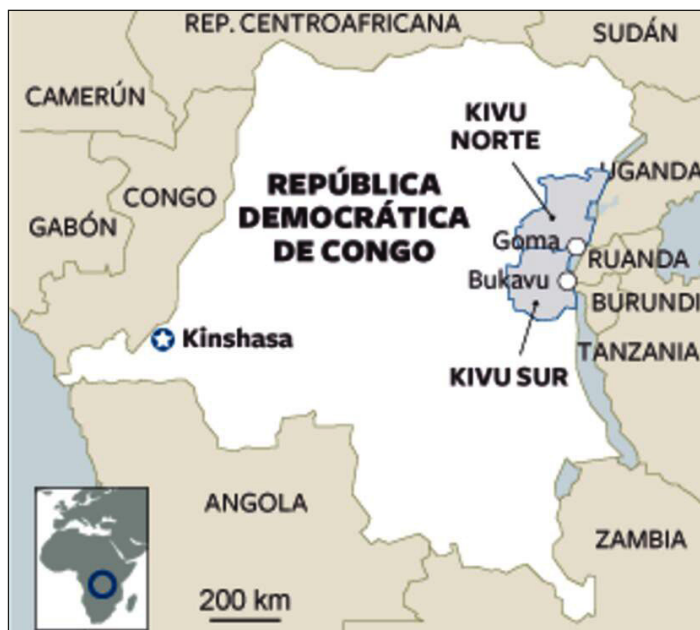 REP. CENTROAFRICANA
SUDÁN
CAMERÚN
KIVU
NORTE
UGANDA
CONGO
REPÚBLICA
DEMOCRÁTICA
DE CONGO
GABÓN
Goma
RUANDA
Bukavu
BURUNDI
Kinshasa
TANZANIA
KIVU SUR
ANGOLA
ZAMBIA
200 km